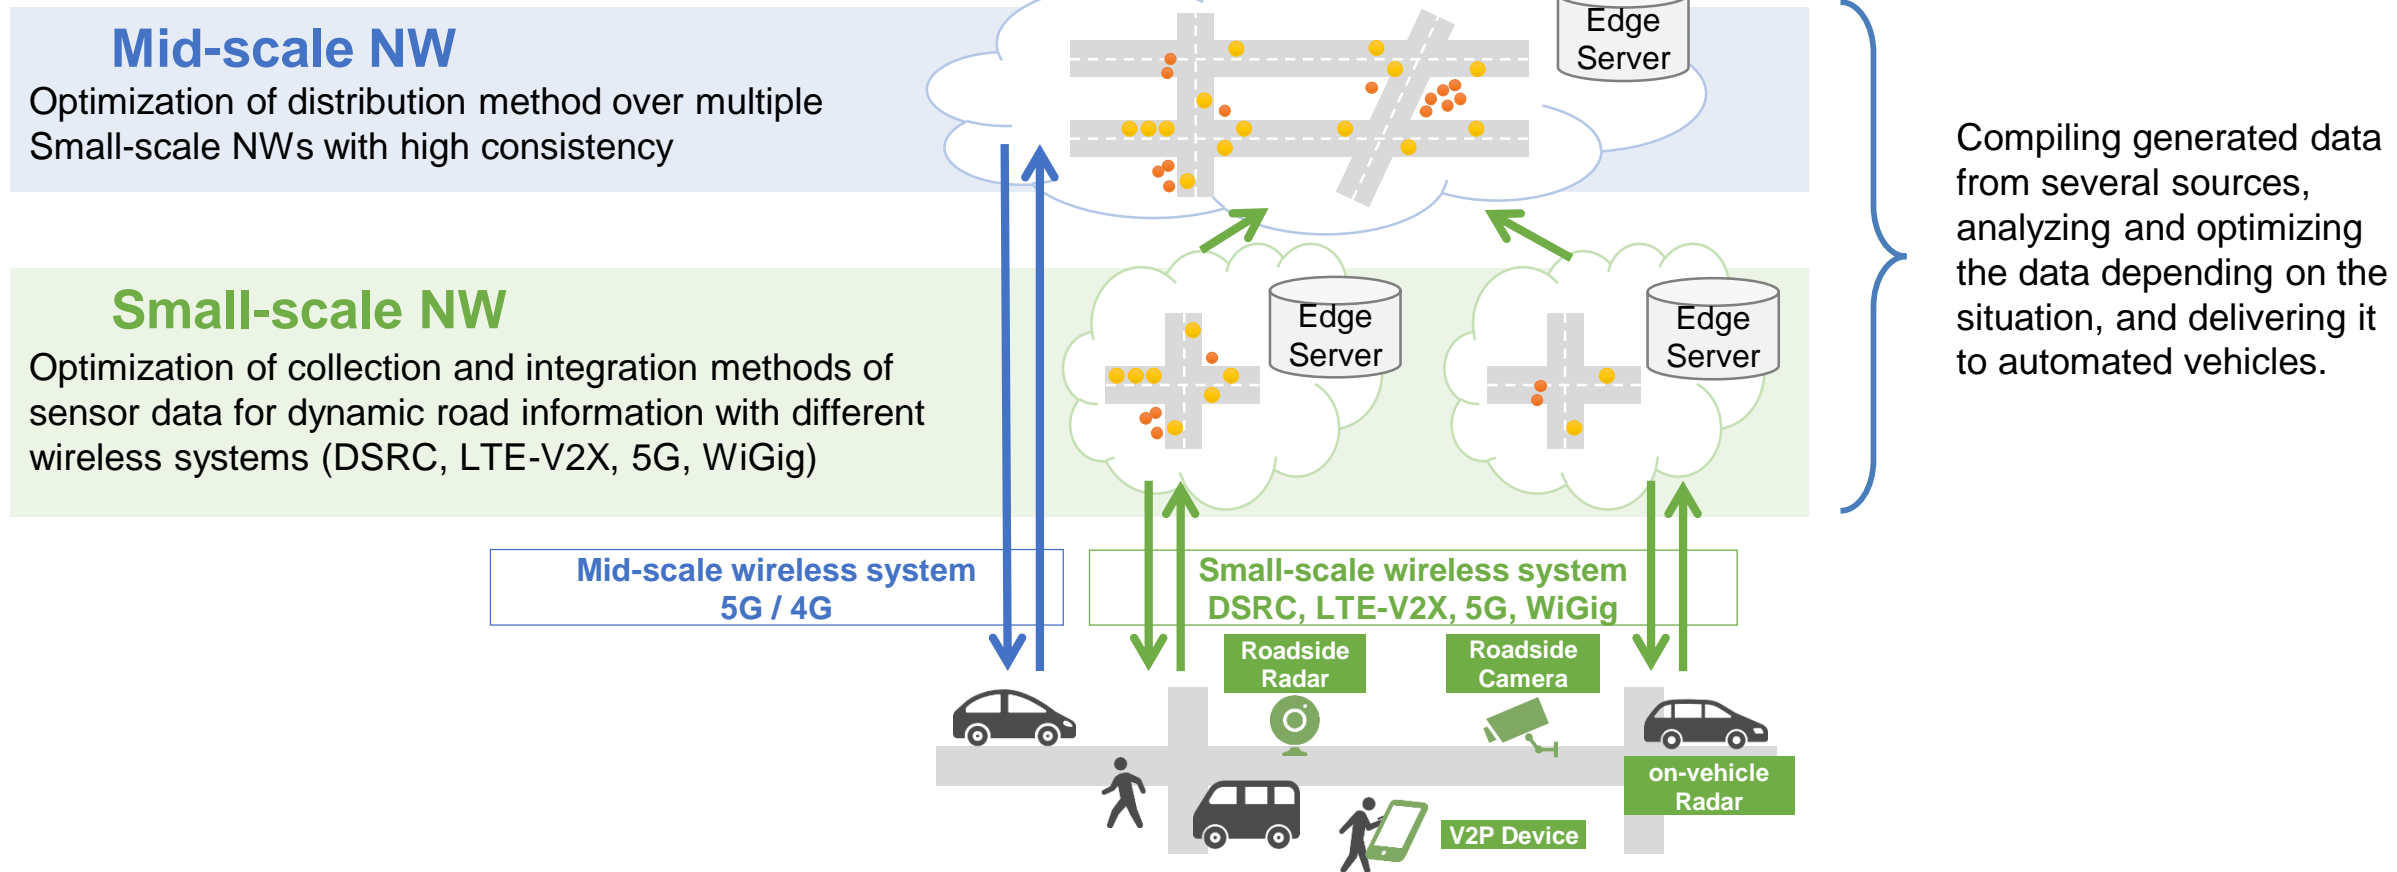 Mid-scale NW
Optimization of distribution method over multiple
Small-scale NWs with high consistency
Edge
Server
Small-scale NW
Optimization of collection and integration methods of
sensor data for dynamic road information with different
wireless systems (DSRC, LTE-V2X, 5G, WiGig)
Edge
Server
Edge
Server
Compiling generated data
from several sources,
analyzing and optimizing
the data depending on the
situation, and delivering it
to automated vehicles.
Mid-scale wireless system
5G / 4G
Small-scale wireless system
DSRC, LTE-V2X, 5G, WiGig
Roadside
Radar
Roadside
Camera
on-vehicle
Radar
V2P Device